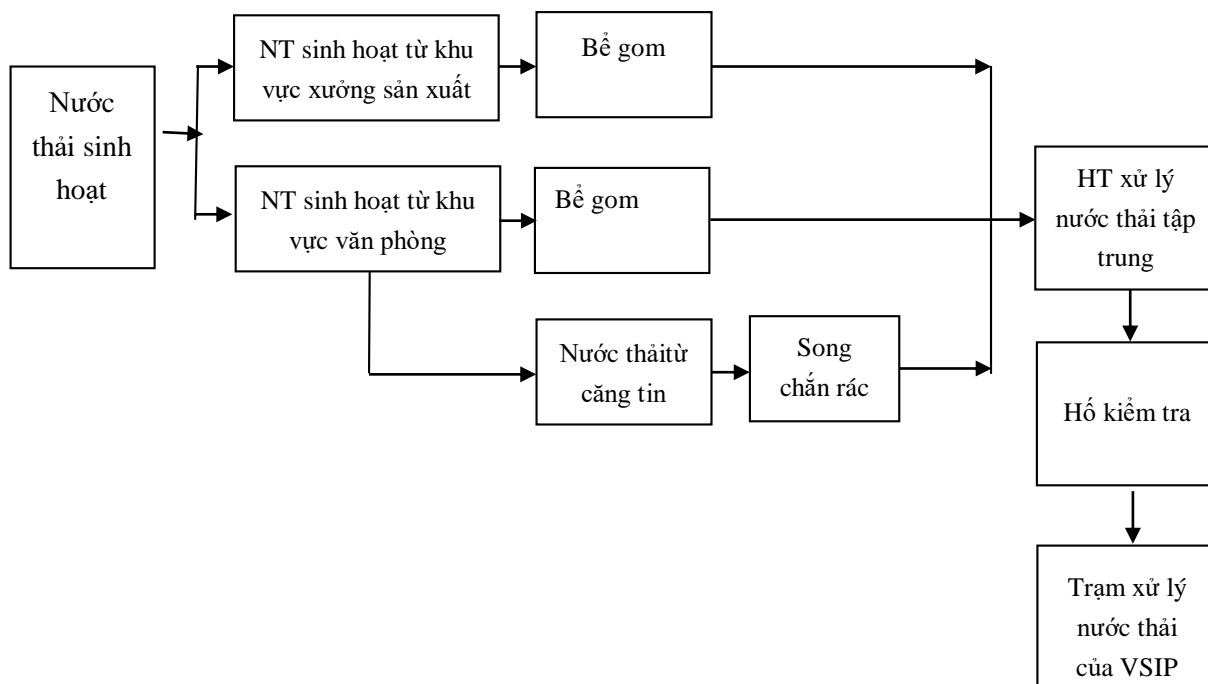 Nước
thải sinh
hoạt
NT sinh hoạt từ khu
vực xưởng sản xuất
Bể gom
NT sinh hoạt từ khu
vực văn phòng
Bể gom
Nước thảitừ
căng tin
Song
chắn rác
HT xử lý
nước thải tập
trung
Hố kiểm tra
Trạm xử lý
nước thải
của VSIP